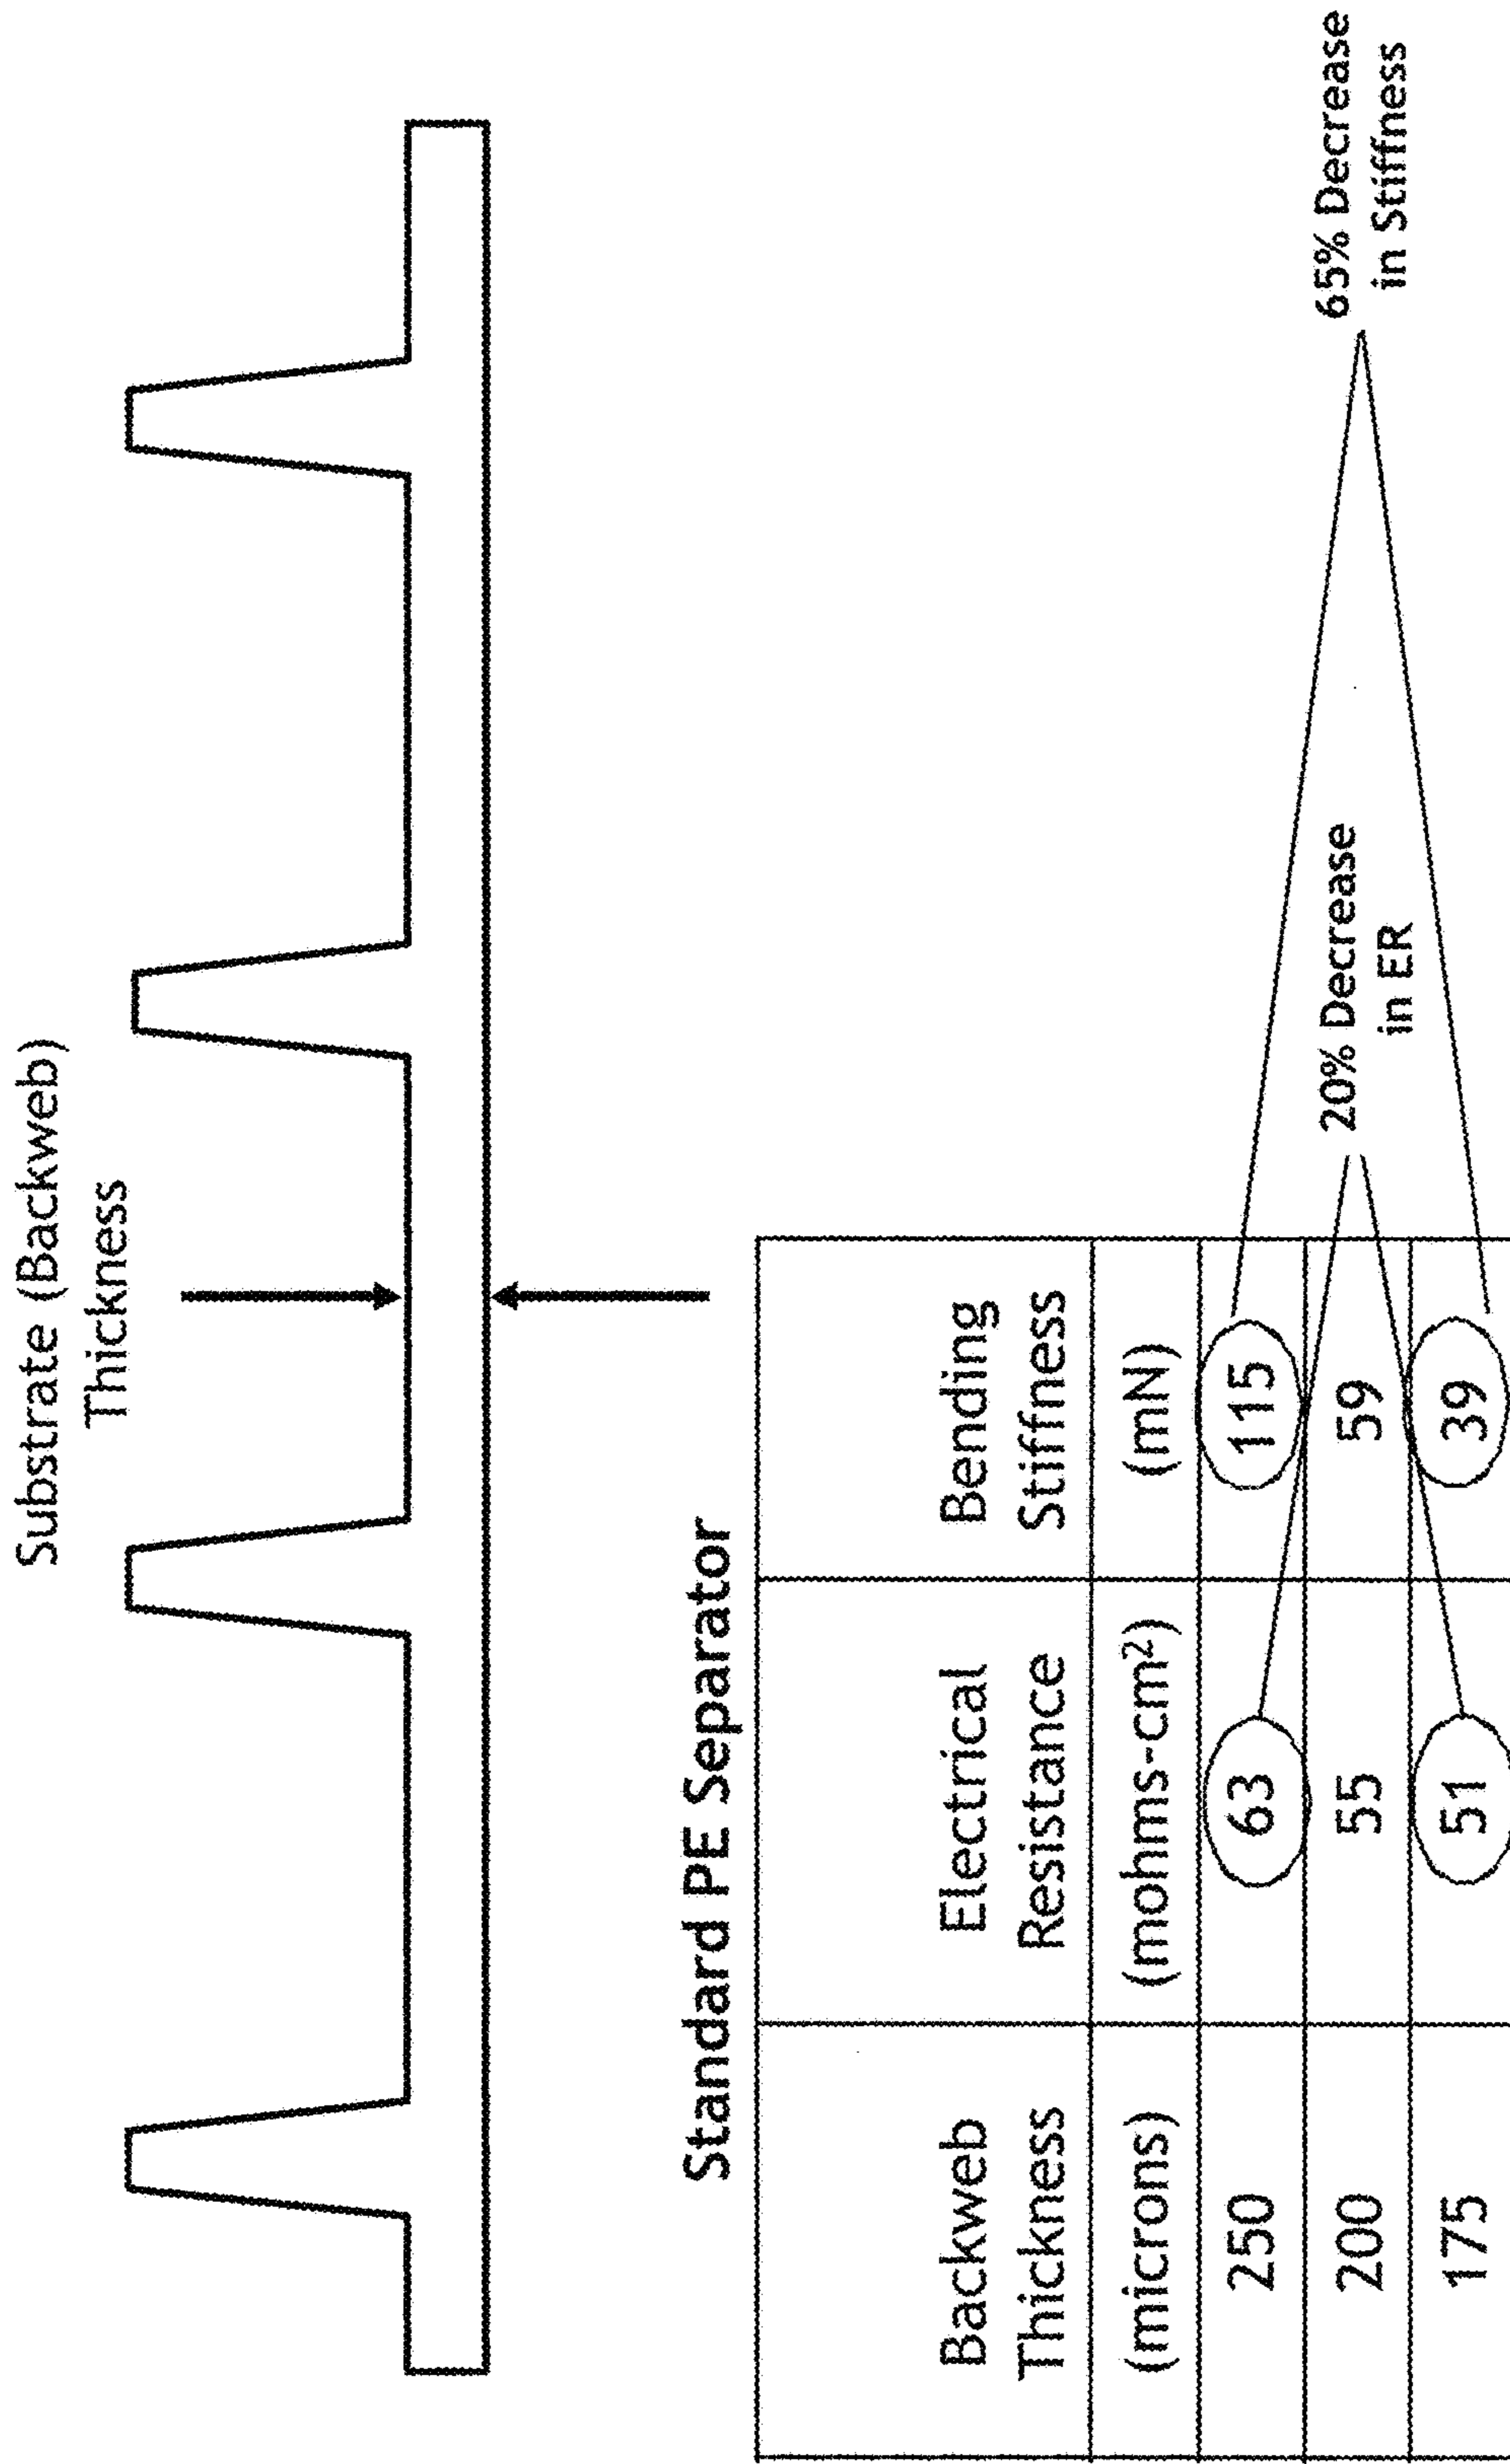 Substrate (Backweb)
Thickness
Standard PE Separator
Backweb
Thickness
Electrical
Resistance
Bending
Stiffness
(microns)
(mohms-cm²)
(mN)
250
63
115
200
55
59
175
51
39
20% Decrease
in ER
65% Decrease
in Stiffness